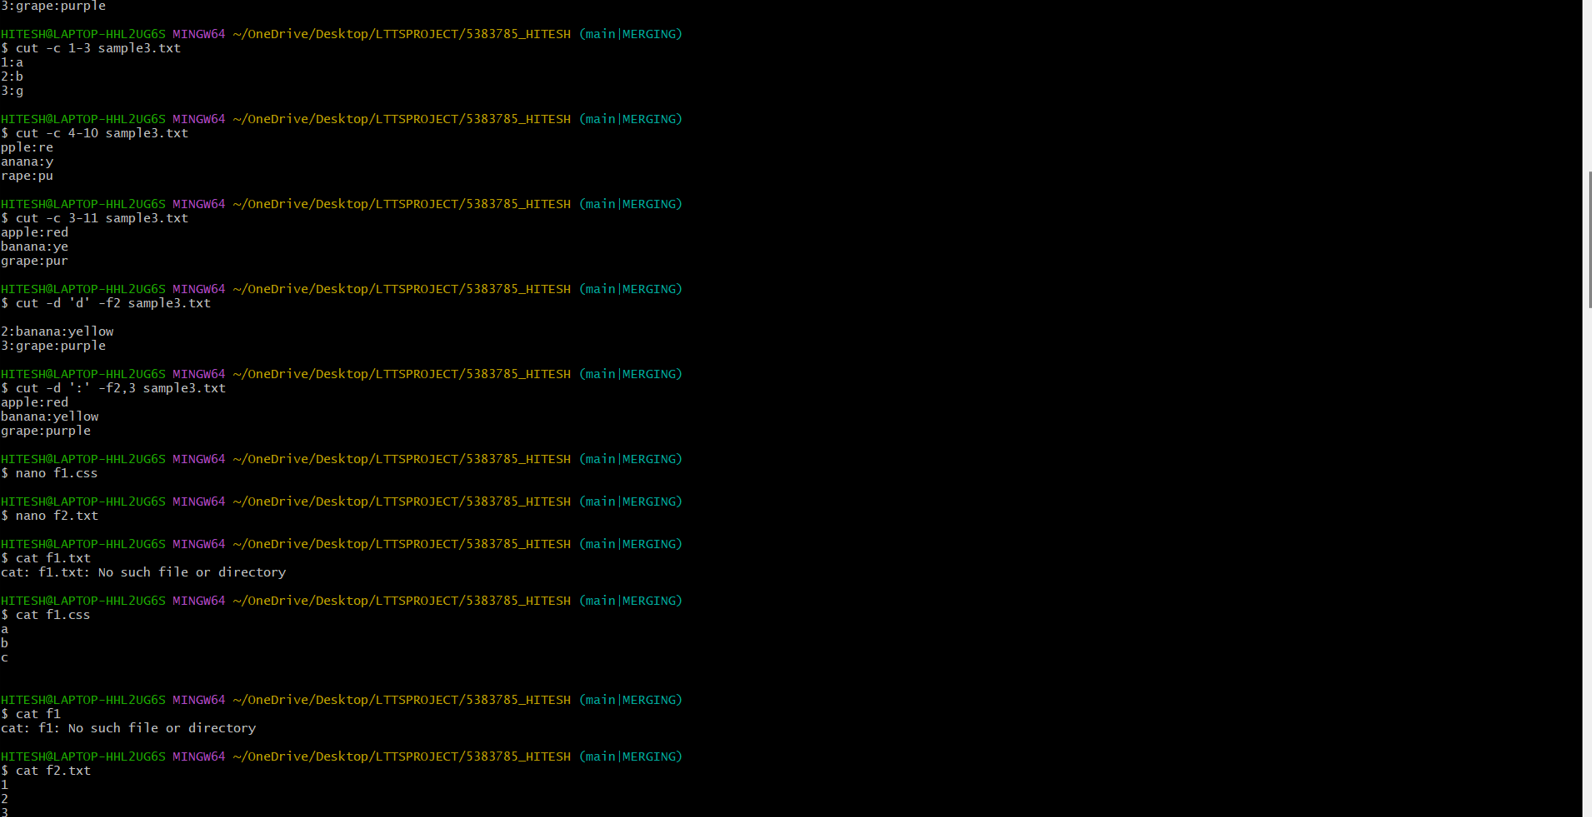 3:grape:purple
HITESH@LAPTOP-HHL2UG6S MINGW64 ~/OneDrive/Desktop/LTTSPROJECT/5383785_HITESH (main|MERGING)
$ cut -c 1-3 sample3.txt
1:a
2:b
3:g
HITESH@LAPTOP-HHL2UG6S MINGW64 ~/OneDrive/Desktop/LTTSPROJECT/5383785_HITESH (main|MERGING)
$ cut -c 4-10 sample3.txt
pple:re
anana:y
rape:pu
HITESH@LAPTOP-HHL2UG6S MINGW64 ~/OneDrive/Desktop/LTTSPROJECT/5383785_HITESH (main|MERGING)
$ cut -c 3-11 sample3.txt
apple:red
banana:ye
grape:pur
HITESH@LAPTOP-HHL2UG6S MINGW64 ~/OneDrive/Desktop/LTTSPROJECT/5383785_HITESH (main|MERGING)
$ cut -d 'd' -f2 sample3.txt
2:banana:yellow
3:grape:purple
HITESH@LAPTOP-HHL2UG6S MINGW64 ~/OneDrive/Desktop/LTTSPROJECT/5383785_HITESH (main|MERGING)
$ cut -d ':' -f2,3 sample3.txt
apple:red
banana:yellow
grape:purple
HITESH@LAPTOP-HHL2UG6S MINGW64 ~/OneDrive/Desktop/LTTSPROJECT/5383785_HITESH (main|MERGING)
$ nano f1.css
HITESH@LAPTOP-HHL2UG6S MINGW64 ~/OneDrive/Desktop/LTTSPROJECT/5383785_HITESH (main|MERGING)
$ nano f2.txt
HITESH@LAPTOP-HHL2UG6S MINGW64 ~/OneDrive/Desktop/LTTSPROJECT/5383785_HITESH (main|MERGING)
$ cat f1.txt
cat: f1.txt: No such file or directory
HITESH@LAPTOP-HHL2UG6S MINGW64 ~/OneDrive/Desktop/LTTSPROJECT/5383785_HITESH (main|MERGING)
$ cat f1.css
a
b
c
HITESH@LAPTOP-HHL2UG6S MINGW64 ~/OneDrive/Desktop/LTTSPROJECT/5383785_HITESH (main|MERGING)
$ cat f1
cat: f1: No such file or directory
HITESH@LAPTOP-HHL2UG6S MINGW64 ~/OneDrive/Desktop/LTTSPROJECT/5383785_HITESH (main|MERGING)
$ cat f2.txt
1
2
3